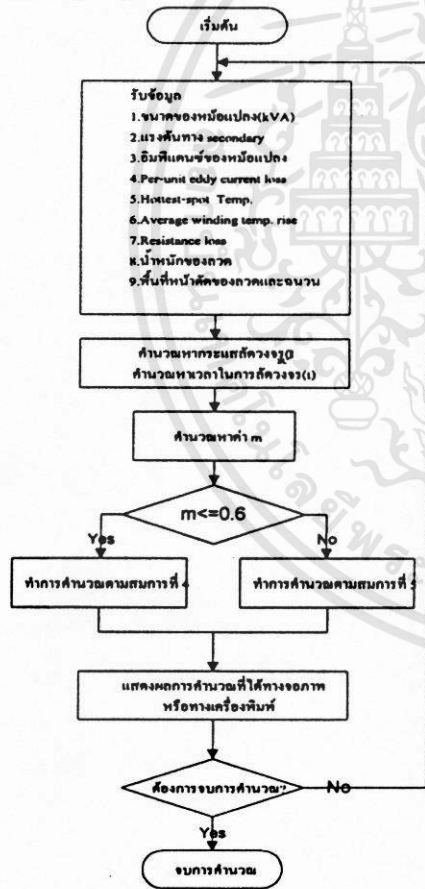 เริ่มต้น
รับข้อมูล
1.ขนาดของหม้อแปลง(kVA)
2.แรงดันทาง secondary
3.อิมพีแดนซ์ของหม้อแปลง
4.Per-unit eddy current loss
5.Hottest-spot Temp.
6.Average winding temp. rise
7.Resistance loss
8.น้ำหนักของลวด
9.พื้นที่หน้าตัดของลวดและฉนวน
คำนวณหากระแสลัดวงจร(I)
คำนวณหาเวลาในการลัดวงจร(t)
คำนวณหาค่า m
m<=0.6
Yes
No
ทำการคำนวณตามสมการที่ 4
ทำการคำนวณตามสมการที่ 5
แสดงผลการคำนวณที่ได้ทางจอภาพ
หรือทางเครื่องพิมพ์
ต้องการจบการคำนวณ?
No
Yes
จบการคำนวณ